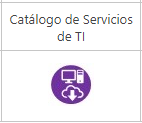 Catálogo de Servicios
de TI